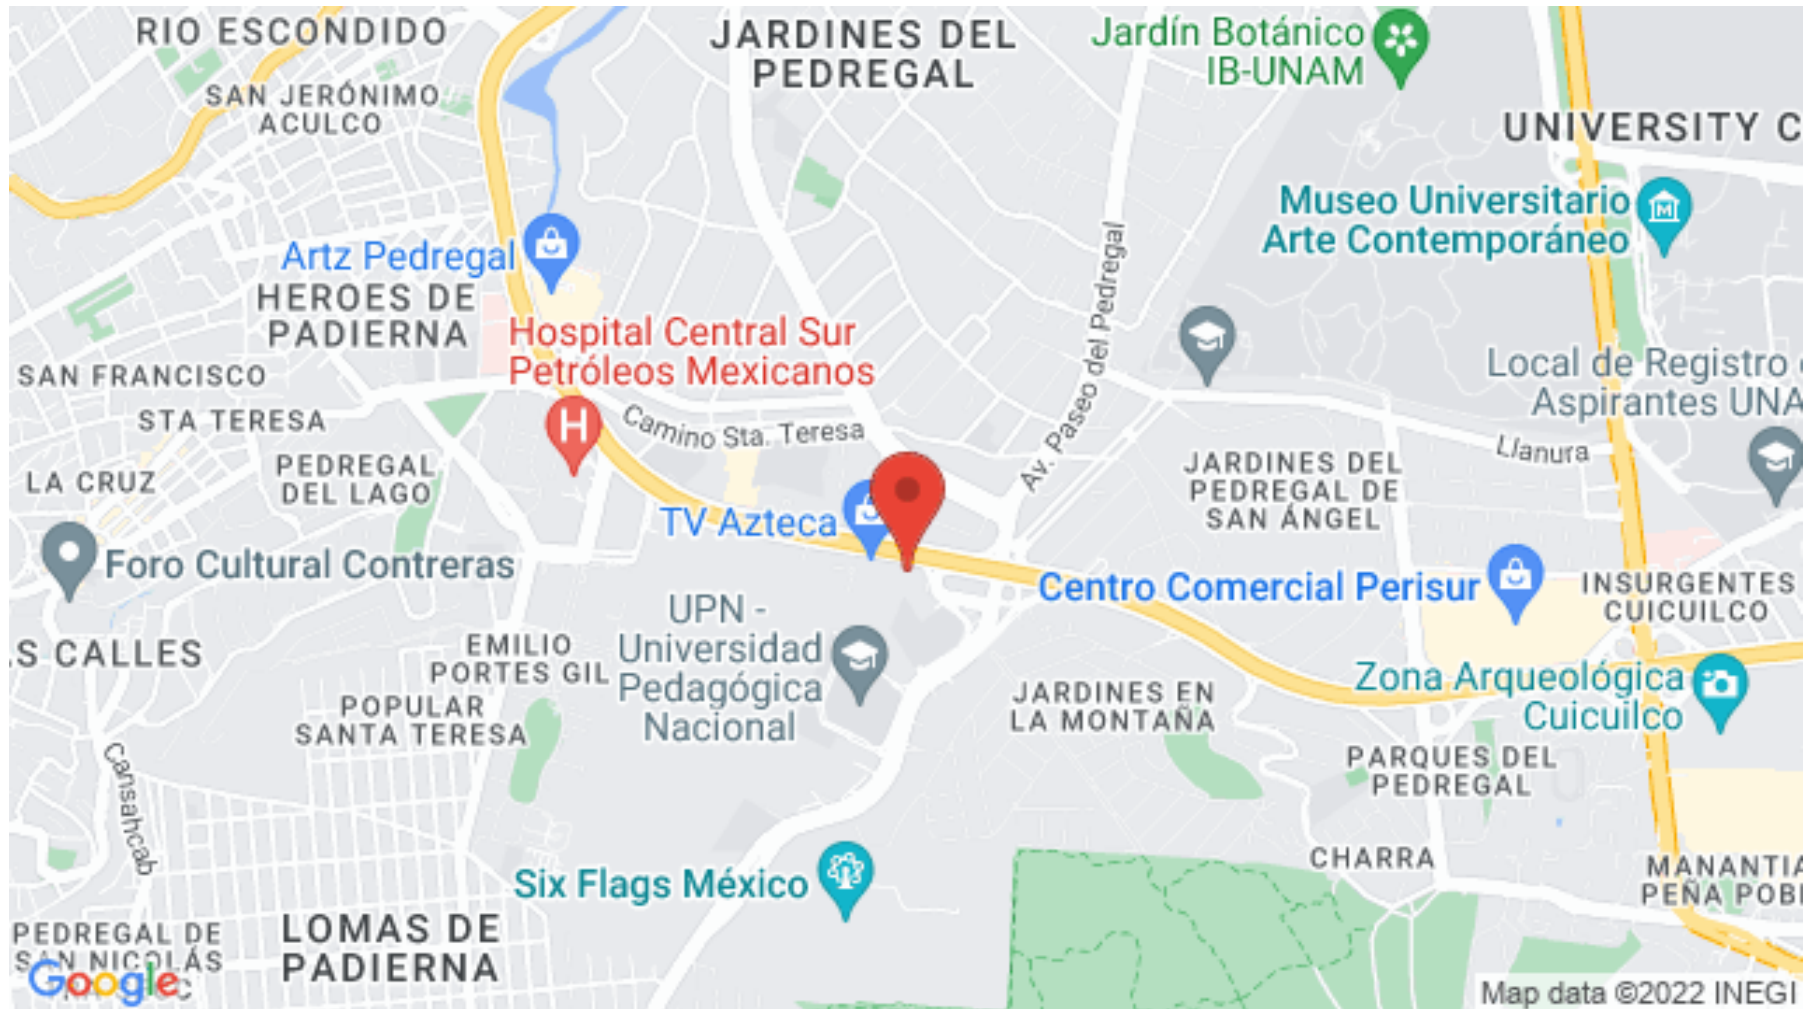 RIO ESCONDIDO
JARDINES DEL
PEDREGAL
Jardín Botánico
IB-UNAM
SAN JERÓNIMO
ACULCO
UNIVERSITY C
Museo Universitario
Arte Contemporáneo
Artz Pedregal
HEROES DE
PADIERNA
Av. Paseo del Pedregal
Hospital Central Sur
Petróleos Mexicanos
SAN FRANCISCO
Local de Registro
Aspirantes UNA
STA TERESA
Camino Sta. Teresa
H
Llanura
PEDREGAL
DEL LAGO
LA CRUZ
JARDINES DEL
PEDREGAL DE
SAN ÁNGEL
TV Azteca
Foro Cultural Contreras
Centro Comercial Perisur
INSURGENTES
CUICUILCO
UPN -
Universidad
Pedagógica
Nacional
S CALLES
EMILIO
PORTES GIL
Zona Arqueológica
Cuicuilco
JARDINES EN
LA MONTAÑA
POPULAR
SANTA TERESA
Cansahcab
PARQUES DEL
PEDREGAL
Six Flags México
CHARRA
MANANTIA
PEÑA POB
LOMAS DE
PADIERNA
PEDREGAL DE
SAN NICOLÁS
Google
Map data ©2022 INEGI